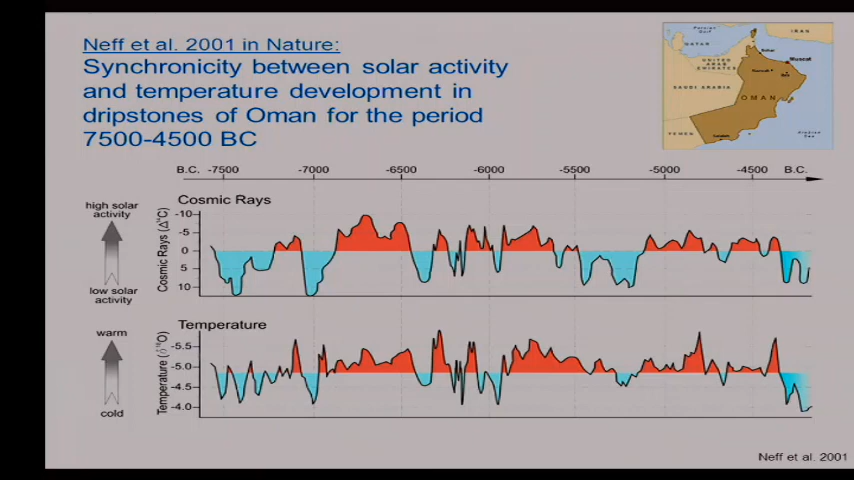 Neff et al. 2001 in Nature:
Synchronicity between solar activity
and temperature development in
dripstones of Oman for the period
7500-4500 BC
IRAN
QATAR
UNITED
ARAB
EMIRATES
Muscat
SAUDI ARABIA
OMAN
YEMEN
B.C. -7500 -7000 -6500 -6000 -5500 -5000 -4500 B.C.
Cosmic Rays
high solar
activity
low solar
activity
Cosmic Rays (Δ¹⁴C)
-10
-5
0
5
10
Temperature
warm
cold
Temperature (δ¹⁸O)
-5.5
-5.0
-4.5
-4.0
Neff et al. 2001